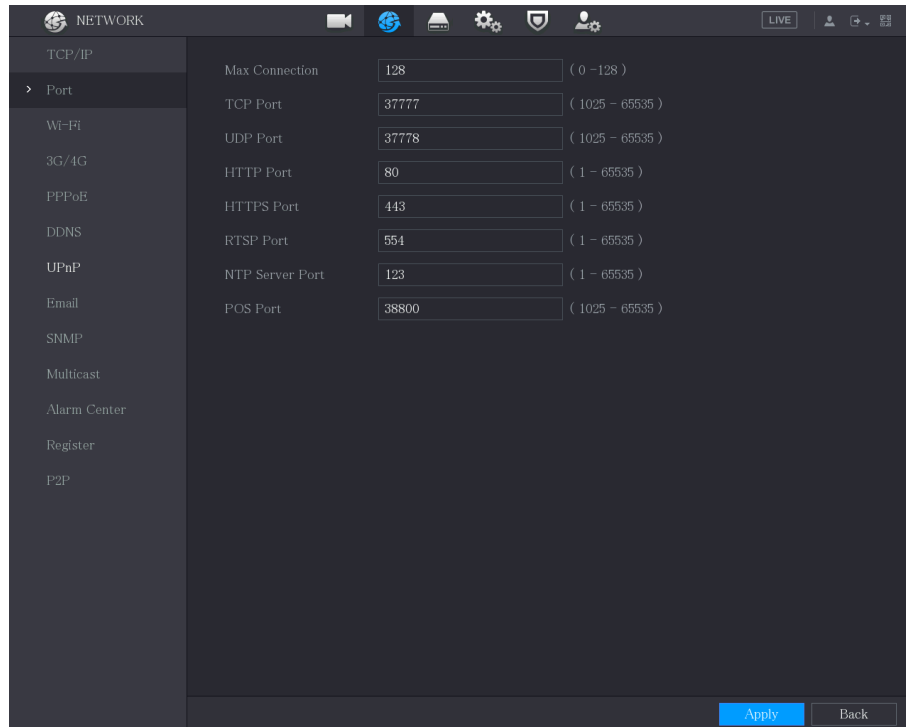 NETWORK
LIVE
TCP/IP
Port
Wi-Fi
3G/4G
PPPoE
DDNS
UPnP
Email
SNMP
Multicast
Alarm Center
Register
P2P
Max Connection 128 ( 0 -128 )
TCP Port 37777 ( 1025 - 65535 )
UDP Port 37778 ( 1025 - 65535 )
HTTP Port 80 ( 1 - 65535 )
HTTPS Port 443 ( 1 - 65535 )
RTSP Port 554 ( 1 - 65535 )
NTP Server Port 123 ( 1 - 65535 )
POS Port 38800 ( 1025 - 65535 )
Apply Back